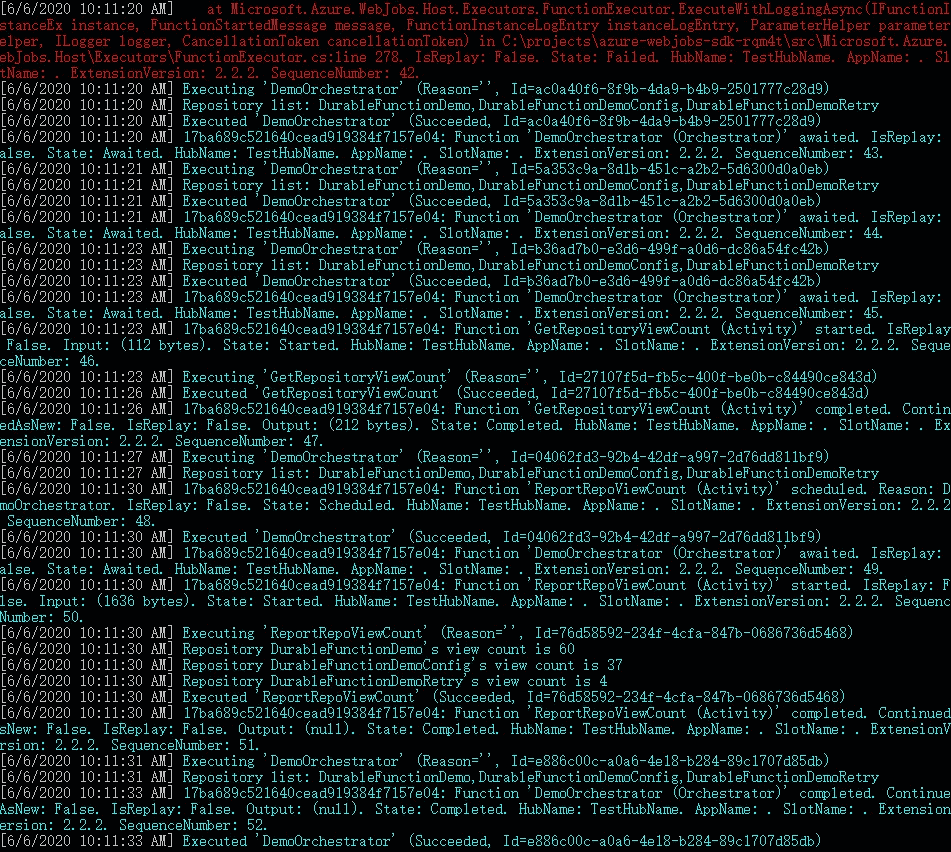 [6/6/2020 10:11:20 AM]    at Microsoft.Azure.WebJobs.Host.Executors.FunctionExecutor.ExecuteWithLoggingAsync(IFunctionI
stanceEx instance, FunctionStartedMessage message, FunctionInstanceLogEntry instanceLogEntry, ParameterHelper parameter
elper, ILogger logger, CancellationToken cancellationToken) in C:\projects\azure-webjobs-sdk-rqm4t\src\Microsoft.Azure.
ebJobs.Host\Executors\FunctionExecutor.cs:line 278. IsReplay: False. State: Failed. HubName: TestHubName. AppName: . Sl
tName: . ExtensionVersion: 2.2.2. SequenceNumber: 42.
[6/6/2020 10:11:20 AM] Executing 'DemoOrchestrator' (Reason='', Id=ac0a40f6-8f9b-4da9-b4b9-2501777c28d9)
[6/6/2020 10:11:20 AM] Repository list: DurableFunctionDemo,DurableFunctionDemoConfig,DurableFunctionDemoRetry
[6/6/2020 10:11:20 AM] Executed 'DemoOrchestrator' (Succeeded, Id=ac0a40f6-8f9b-4da9-b4b9-2501777c28d9)
[6/6/2020 10:11:20 AM] 17ba689c521640cead919384f7157e04: Function 'DemoOrchestrator (Orchestrator)' awaited. IsReplay:
alse. State: Awaited. HubName: TestHubName. AppName: . SlotName: . ExtensionVersion: 2.2.2. SequenceNumber: 43.
[6/6/2020 10:11:21 AM] Executing 'DemoOrchestrator' (Reason='', Id=5a353c9a-8d1b-451c-a2b2-5d6300d0a0eb)
[6/6/2020 10:11:21 AM] Repository list: DurableFunctionDemo,DurableFunctionDemoConfig,DurableFunctionDemoRetry
[6/6/2020 10:11:21 AM] Executed 'DemoOrchestrator' (Succeeded, Id=5a353c9a-8d1b-451c-a2b2-5d6300d0a0eb)
[6/6/2020 10:11:21 AM] 17ba689c521640cead919384f7157e04: Function 'DemoOrchestrator (Orchestrator)' awaited. IsReplay:
alse. State: Awaited. HubName: TestHubName. AppName: . SlotName: . ExtensionVersion: 2.2.2. SequenceNumber: 44.
[6/6/2020 10:11:23 AM] Executing 'DemoOrchestrator' (Reason='', Id=b36ad7b0-e3d6-499f-a0d6-dc86a54fc42b)
[6/6/2020 10:11:23 AM] Repository list: DurableFunctionDemo,DurableFunctionDemoConfig,DurableFunctionDemoRetry
[6/6/2020 10:11:23 AM] Executed 'DemoOrchestrator' (Succeeded, Id=b36ad7b0-e3d6-499f-a0d6-dc86a54fc42b)
[6/6/2020 10:11:23 AM] 17ba689c521640cead919384f7157e04: Function 'DemoOrchestrator (Orchestrator)' awaited. IsReplay:
alse. State: Awaited. HubName: TestHubName. AppName: . SlotName: . ExtensionVersion: 2.2.2. SequenceNumber: 45.
[6/6/2020 10:11:23 AM] 17ba689c521640cead919384f7157e04: Function 'GetRepositoryViewCount (Activity)' started. IsReplay
 False. Input: (112 bytes). State: Started. HubName: TestHubName. AppName: . SlotName: . ExtensionVersion: 2.2.2. Seque
ceNumber: 46.
[6/6/2020 10:11:23 AM] Executing 'GetRepositoryViewCount' (Reason='', Id=27107f5d-fb5c-400f-be0b-c84490ce843d)
[6/6/2020 10:11:26 AM] Executed 'GetRepositoryViewCount' (Succeeded, Id=27107f5d-fb5c-400f-be0b-c84490ce843d)
[6/6/2020 10:11:26 AM] 17ba689c521640cead919384f7157e04: Function 'GetRepositoryViewCount (Activity)' completed. Contin
edAsNew: False. IsReplay: False. Output: (212 bytes). State: Completed. HubName: TestHubName. AppName: . SlotName: . Ex
ensionVersion: 2.2.2. SequenceNumber: 47.
[6/6/2020 10:11:27 AM] Executing 'DemoOrchestrator' (Reason='', Id=04062fd3-92b4-42df-a997-2d76dd811bf9)
[6/6/2020 10:11:27 AM] Repository list: DurableFunctionDemo,DurableFunctionDemoConfig,DurableFunctionDemoRetry
[6/6/2020 10:11:30 AM] 17ba689c521640cead919384f7157e04: Function 'ReportRepoViewCount (Activity)' scheduled. Reason: D
moOrchestrator. IsReplay: False. State: Scheduled. HubName: TestHubName. AppName: . SlotName: . ExtensionVersion: 2.2.2
 SequenceNumber: 48.
[6/6/2020 10:11:30 AM] Executed 'DemoOrchestrator' (Succeeded, Id=04062fd3-92b4-42df-a997-2d76dd811bf9)
[6/6/2020 10:11:30 AM] 17ba689c521640cead919384f7157e04: Function 'DemoOrchestrator (Orchestrator)' awaited. IsReplay:
alse. State: Awaited. HubName: TestHubName. AppName: . SlotName: . ExtensionVersion: 2.2.2. SequenceNumber: 49.
[6/6/2020 10:11:30 AM] 17ba689c521640cead919384f7157e04: Function 'ReportRepoViewCount (Activity)' started. IsReplay: F
lse. Input: (1636 bytes). State: Started. HubName: TestHubName. AppName: . SlotName: . ExtensionVersion: 2.2.2. Sequenc
Number: 50.
[6/6/2020 10:11:30 AM] Executing 'ReportRepoViewCount' (Reason='', Id=76d58592-234f-4cfa-847b-0686736d5468)
[6/6/2020 10:11:30 AM] Repository DurableFunctionDemo's view count is 60
[6/6/2020 10:11:30 AM] Repository DurableFunctionDemoConfig's view count is 37
[6/6/2020 10:11:30 AM] Repository DurableFunctionDemoRetry's view count is 4
[6/6/2020 10:11:30 AM] Executed 'ReportRepoViewCount' (Succeeded, Id=76d58592-234f-4cfa-847b-0686736d5468)
[6/6/2020 10:11:30 AM] 17ba689c521640cead919384f7157e04: Function 'ReportRepoViewCount (Activity)' completed. Continued
sNew: False. IsReplay: False. Output: (null). State: Completed. HubName: TestHubName. AppName: . SlotName: . ExtensionV
rsion: 2.2.2. SequenceNumber: 51.
[6/6/2020 10:11:31 AM] Executing 'DemoOrchestrator' (Reason='', Id=e886c00c-a0a6-4e18-b284-89c1707d85db)
[6/6/2020 10:11:31 AM] Repository list: DurableFunctionDemo,DurableFunctionDemoConfig,DurableFunctionDemoRetry
[6/6/2020 10:11:33 AM] 17ba689c521640cead919384f7157e04: Function 'DemoOrchestrator (Orchestrator)' completed. Continue
AsNew: False. IsReplay: False. Output: (null). State: Completed. HubName: TestHubName. AppName: . SlotName: . Extension
ersion: 2.2.2. SequenceNumber: 52.
[6/6/2020 10:11:33 AM] Executed 'DemoOrchestrator' (Succeeded, Id=e886c00c-a0a6-4e18-b284-89c1707d85db)